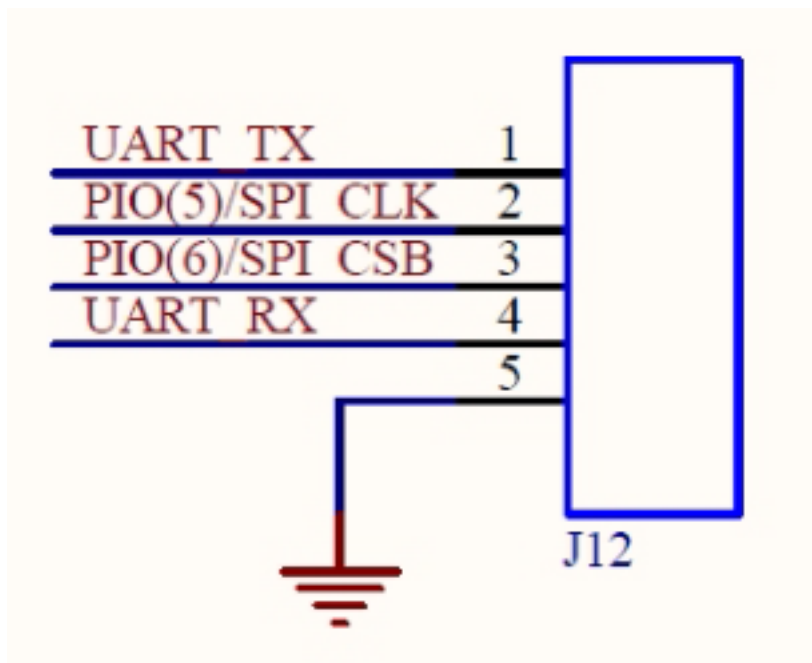 UART_TX 1
PIO(5)/SPI_CLK 2
PIO(6)/SPI_CSB 3
UART_RX 4
5
J12